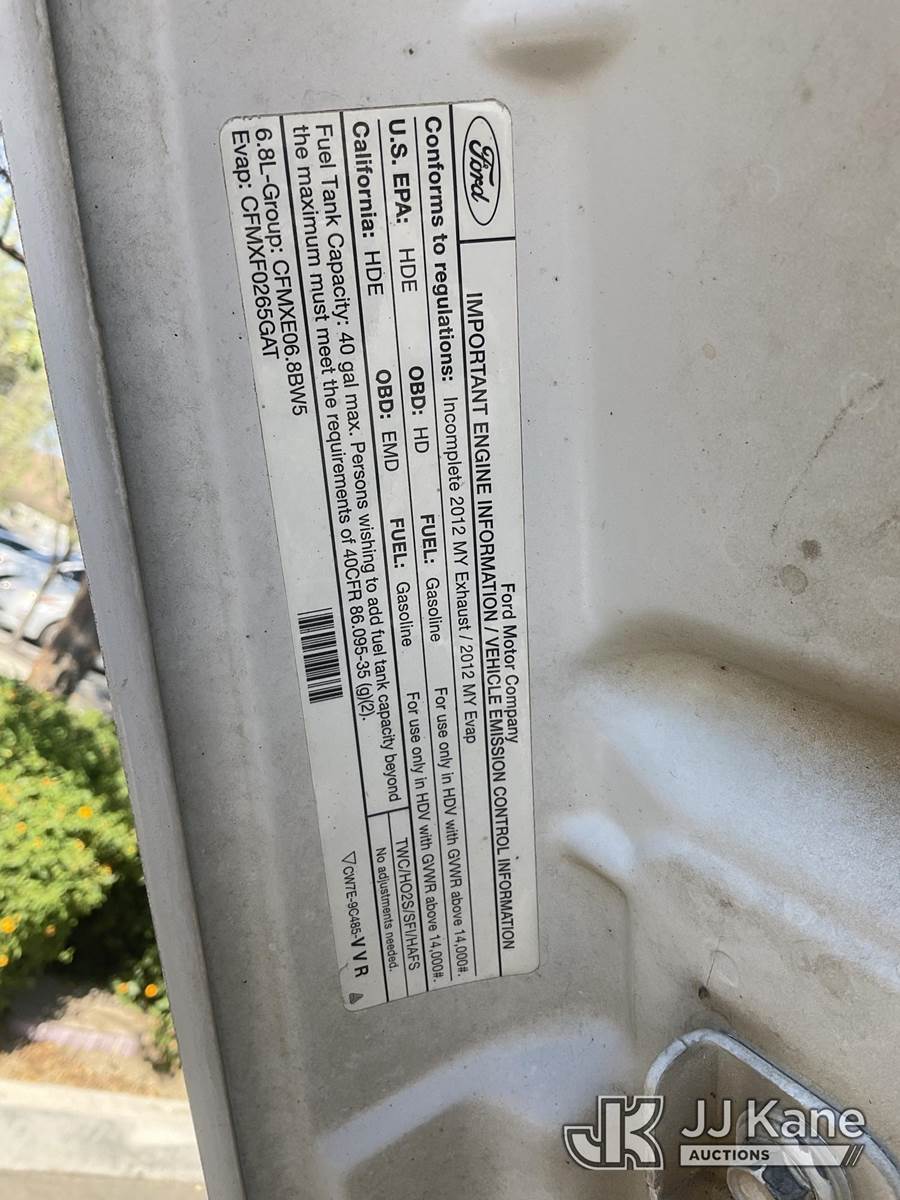 Ford
Ford Motor Company
IMPORTANT ENGINE INFORMATION / VEHICLE EMISSION CONTROL INFORMATION
Conforms to regulations: Incomplete 2012 MY Exhaust / 2012 MY Evap
U.S. EPA: HDE OBD: HD FUEL: Gasoline For use only in HDV with GVWR above 14,000#.
California: HDE OBD: EMD FUEL: Gasoline For use only in HDV with GVWR above 14,000#.
Fuel Tank Capacity: 40 gal max. Persons wishing to add fuel tank capacity beyond
the maximum must meet the requirements of 40CFR 86.095-35 (g)(2).
TWC/HO2S/SFI/HAFS
No adjustments needed.
6.8L-Group: CFMXE06.8BW5
Evap: CFMXF0265GAT
CW7E-9C485-VVR
JK JJ Kane
AUCTIONS